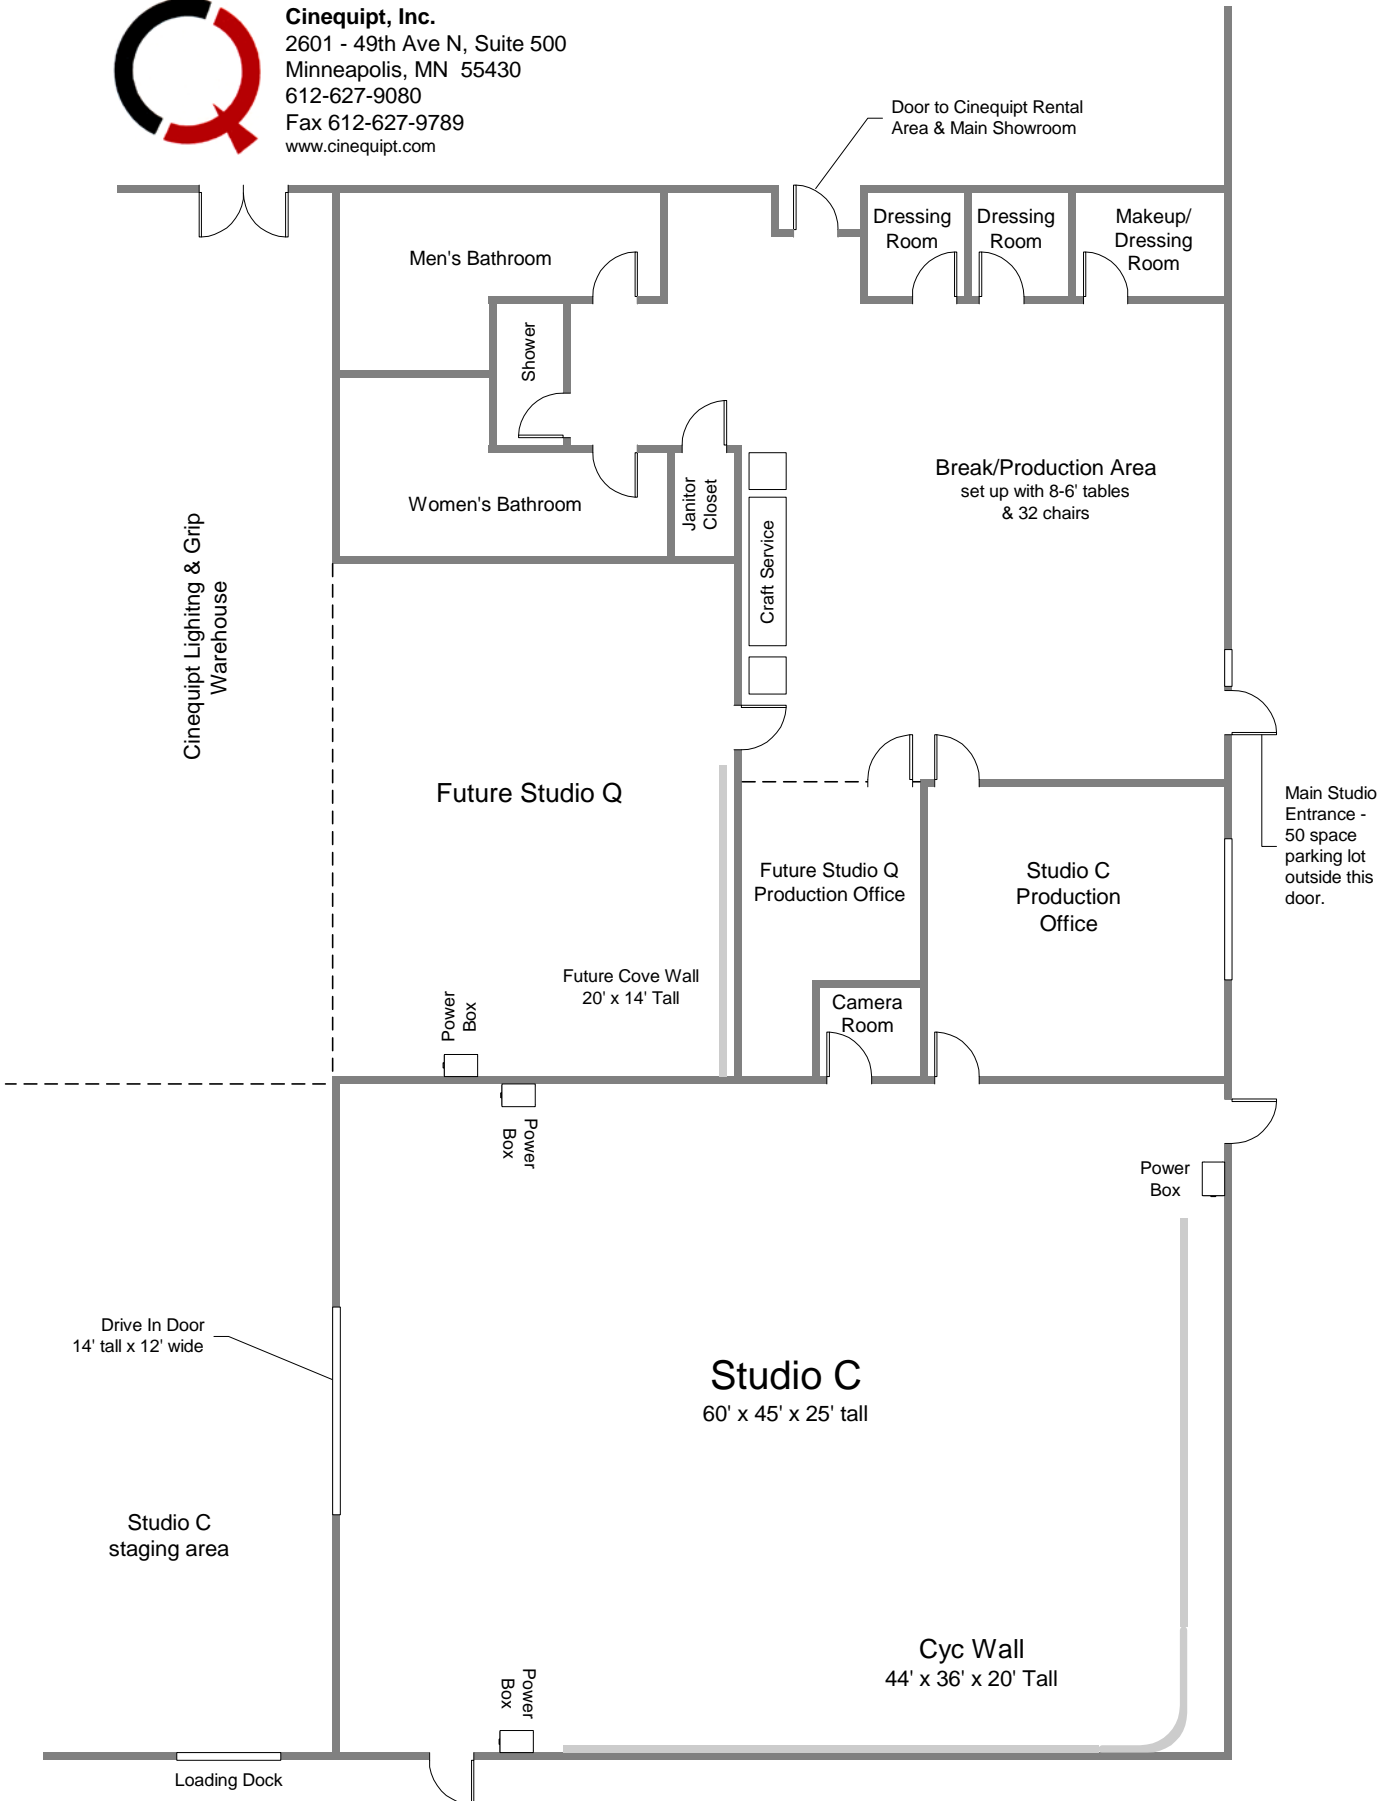 Cinequipt, Inc.
2601 - 49th Ave N, Suite 500
Minneapolis, MN  55430
612-627-9080
Fax 612-627-9789
www.cinequipt.com
Door to Cinequipt Rental
Area & Main Showroom
Dressing
Room
Dressing
Room
Makeup/
Dressing
Room
Men's Bathroom
Shower
Women's Bathroom
Janitor
Closet
Craft Service
Break/Production Area
set up with 8-6' tables
& 32 chairs
Cinequipt Lighitng & Grip
Warehouse
Future Studio Q
Main Studio
Entrance -
50 space
parking lot
outside this
door.
Future Studio Q
Production Office
Studio C
Production
Office
Future Cove Wall
20' x 14' Tall
Camera
Room
Power
Box
Power
Box
Power
Box
Drive In Door
14' tall x 12' wide
Studio C
60' x 45' x 25' tall
Studio C
staging area
Cyc Wall
44' x 36' x 20' Tall
Power
Box
Loading Dock